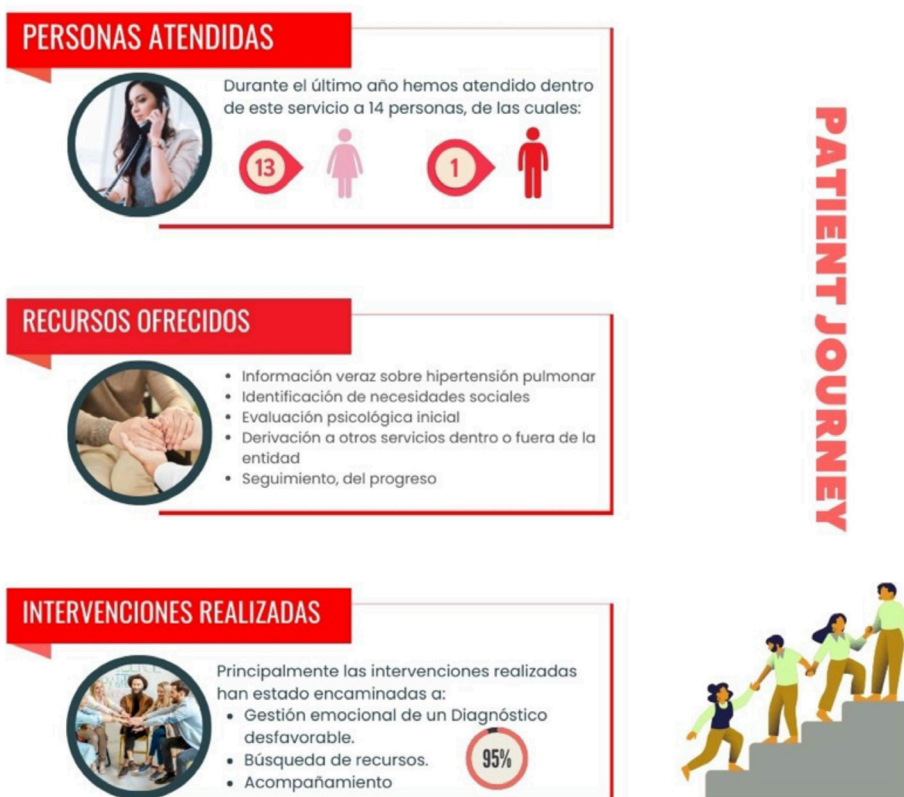 PERSONAS ATENDIDAS
Durante el último año hemos atendido dentro
de este servicio a 14 personas, de las cuales:
13
1
RECURSOS OFRECIDOS
• Información veraz sobre hipertensión pulmonar
• Identificación de necesidades sociales
• Evaluación psicológica inicial
• Derivación a otros servicios dentro o fuera de la
entidad
• Seguimiento, del progreso
INTERVENCIONES REALIZADAS
Principalmente las intervenciones realizadas
han estado encaminadas a:
• Gestión emocional de un Diagnóstico
desfavorable.
• Búsqueda de recursos.
• Acompañamiento
95%
PATIENT JOURNEY